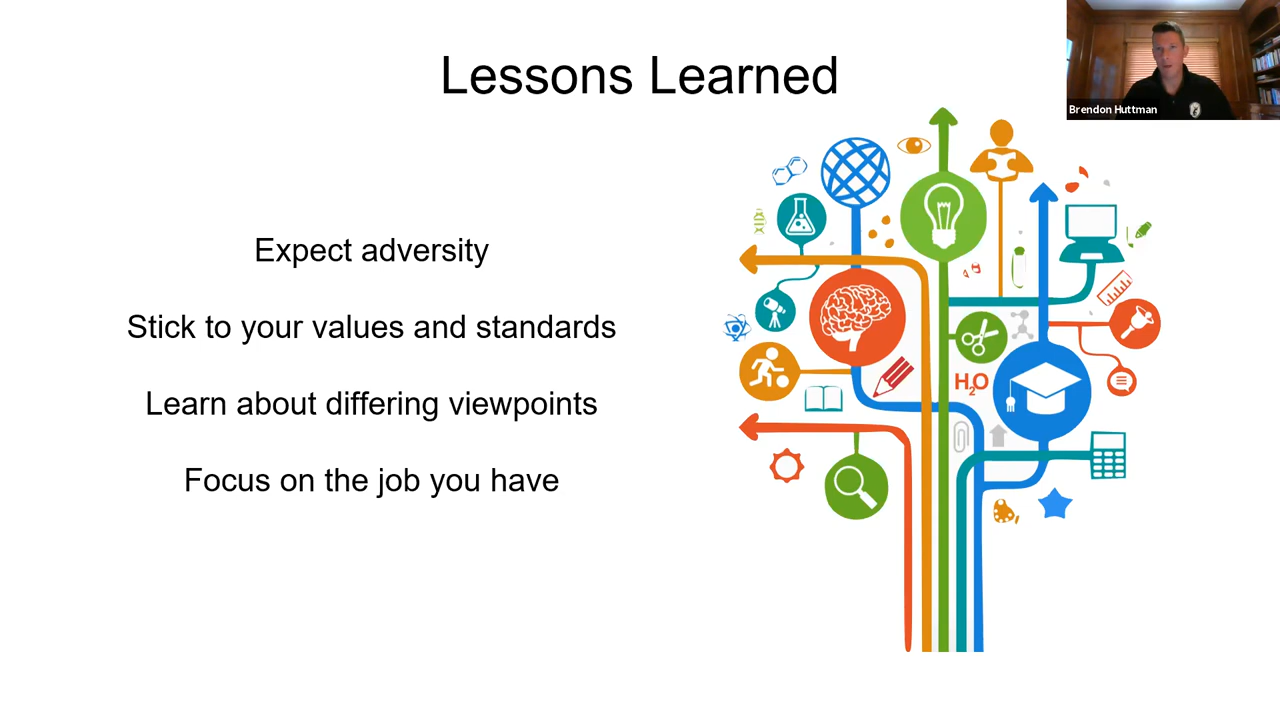 Lessons Learned
Brendon Huttman
Expect adversity
Stick to your values and standards
Learn about differing viewpoints
Focus on the job you have
H2O